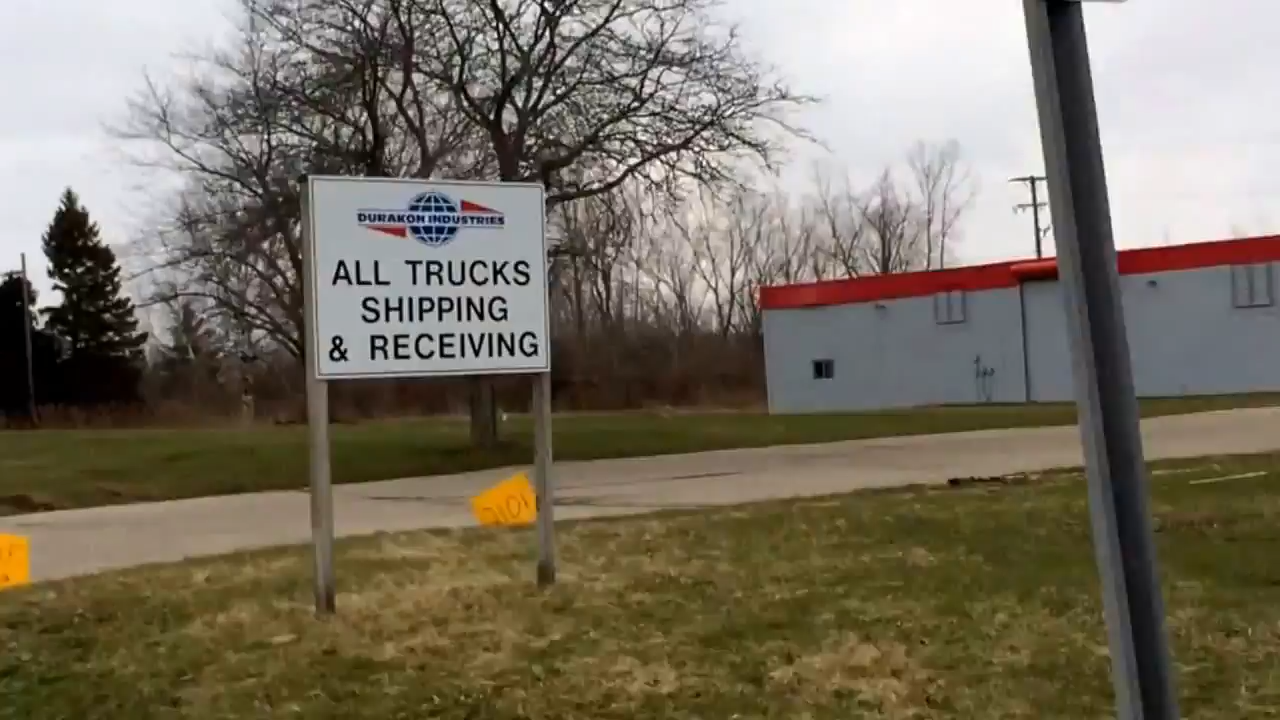 DURAKON INDUSTRIES
ALL TRUCKS
SHIPPING
& RECEIVING